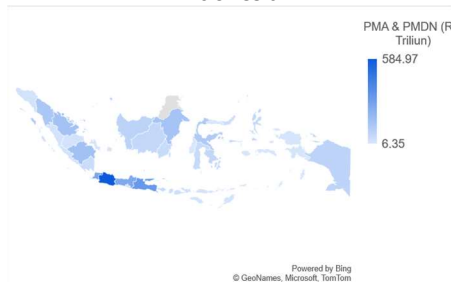 PMA & PMDN (R
Triliun)
584.97
6.35
Powered by Bing
© GeoNames, Microsoft, TomTom